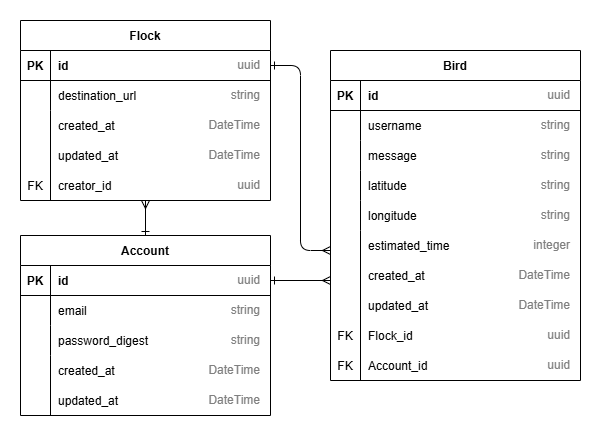 Flock
PK id uuid
destination_url string
created_at DateTime
updated_at DateTime
FK creator_id uuid
Account
PK id uuid
email string
password_digest string
created_at DateTime
updated_at DateTime
Bird
PK id uuid
username string
message string
latitude string
longitude string
estimated_time integer
created_at DateTime
updated_at DateTime
FK Flock_id uuid
FK Account_id uuid